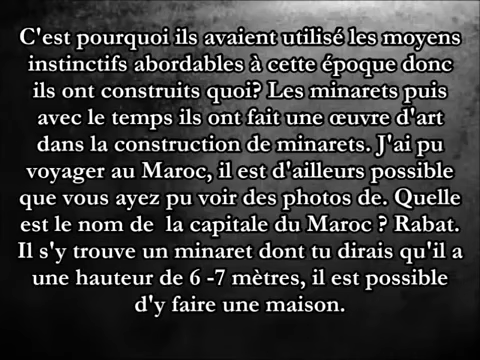 C'est pourquoi ils avaient utilisé les moyens
instinctifs abordables à cette époque donc
ils ont construits quoi? Les minarets puis
avec le temps ils ont fait une œuvre d'art
dans la construction de minarets. J'ai pu
voyager au Maroc, il est d'ailleurs possible
que vous ayez pu voir des photos de. Quelle
est le nom de  la capitale du Maroc ? Rabat.
Il s'y trouve un minaret dont tu dirais qu'il a
une hauteur de 6 -7 mètres, il est possible
d'y faire une maison.